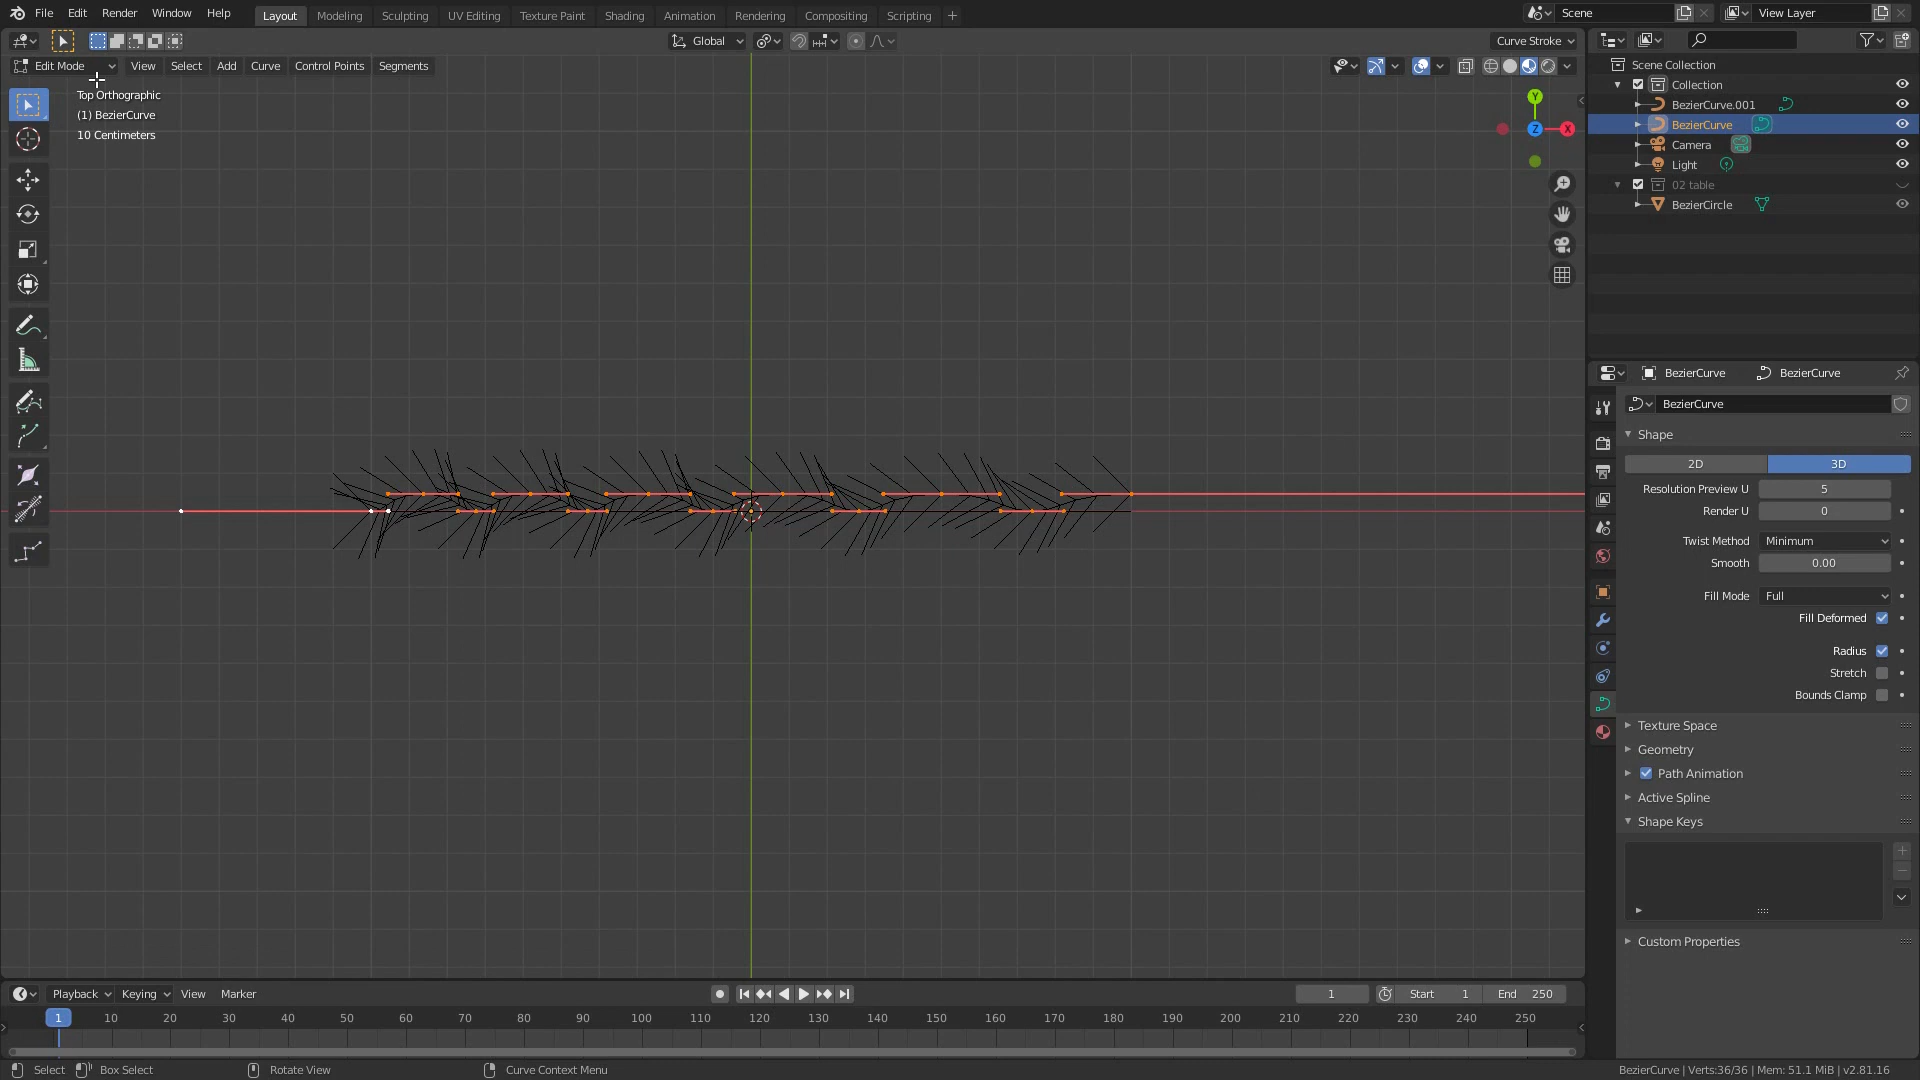 File Edit Render Window Help Layout Modeling Sculpting UV Editing Texture Paint Shading Animation Rendering Compositing Scripting + Scene View Layer
Global Curve Stroke
Edit Mode View Select Add Curve Control Points Segments
Top Orthographic
(1) BezierCurve
10 Centimeters
Y
Z
X
Scene Collection
Collection
BezierCurve.001
BezierCurve
Camera
Light
02 table
BezierCircle
BezierCurve BezierCurve
BezierCurve
Shape
2D 3D
Resolution Preview U 5
Render U 0
Twist Method Minimum
Smooth 0.00
Fill Mode Full
Fill Deformed
Radius
Stretch
Bounds Clamp
Texture Space
Geometry
Path Animation
Active Spline
Shape Keys
Custom Properties
Playback Keying View Marker 1 Start 1 End 250
1 10 20 30 40 50 60 70 80 90 100 110 120 130 140 150 160 170 180 190 200 210 220 230 240 250
Select Box Select Rotate View Curve Context Menu BezierCurve | Verts:36/36 | Mem: 51.1 MiB | v2.81.16